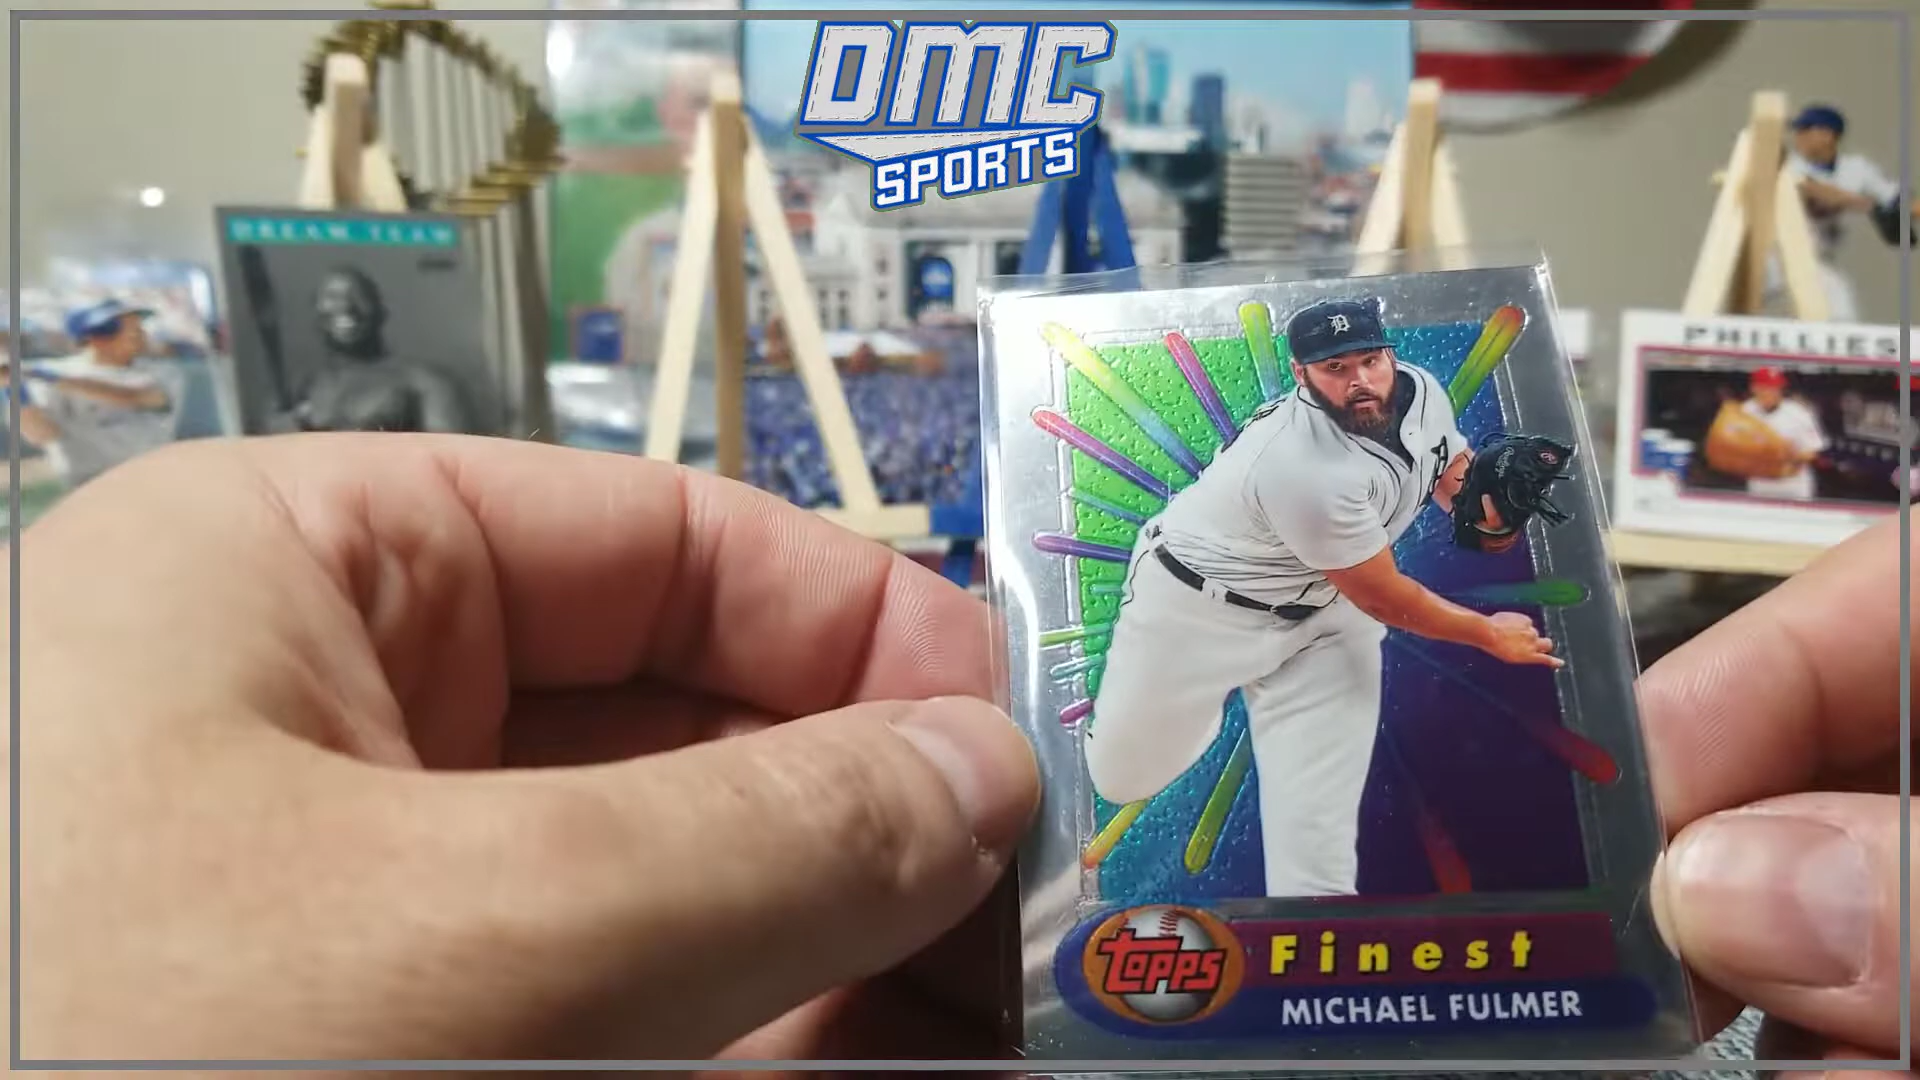 DMC
SPORTS
DREAM TEAM
PHILLIES
Topps
Finest
MICHAEL FULMER